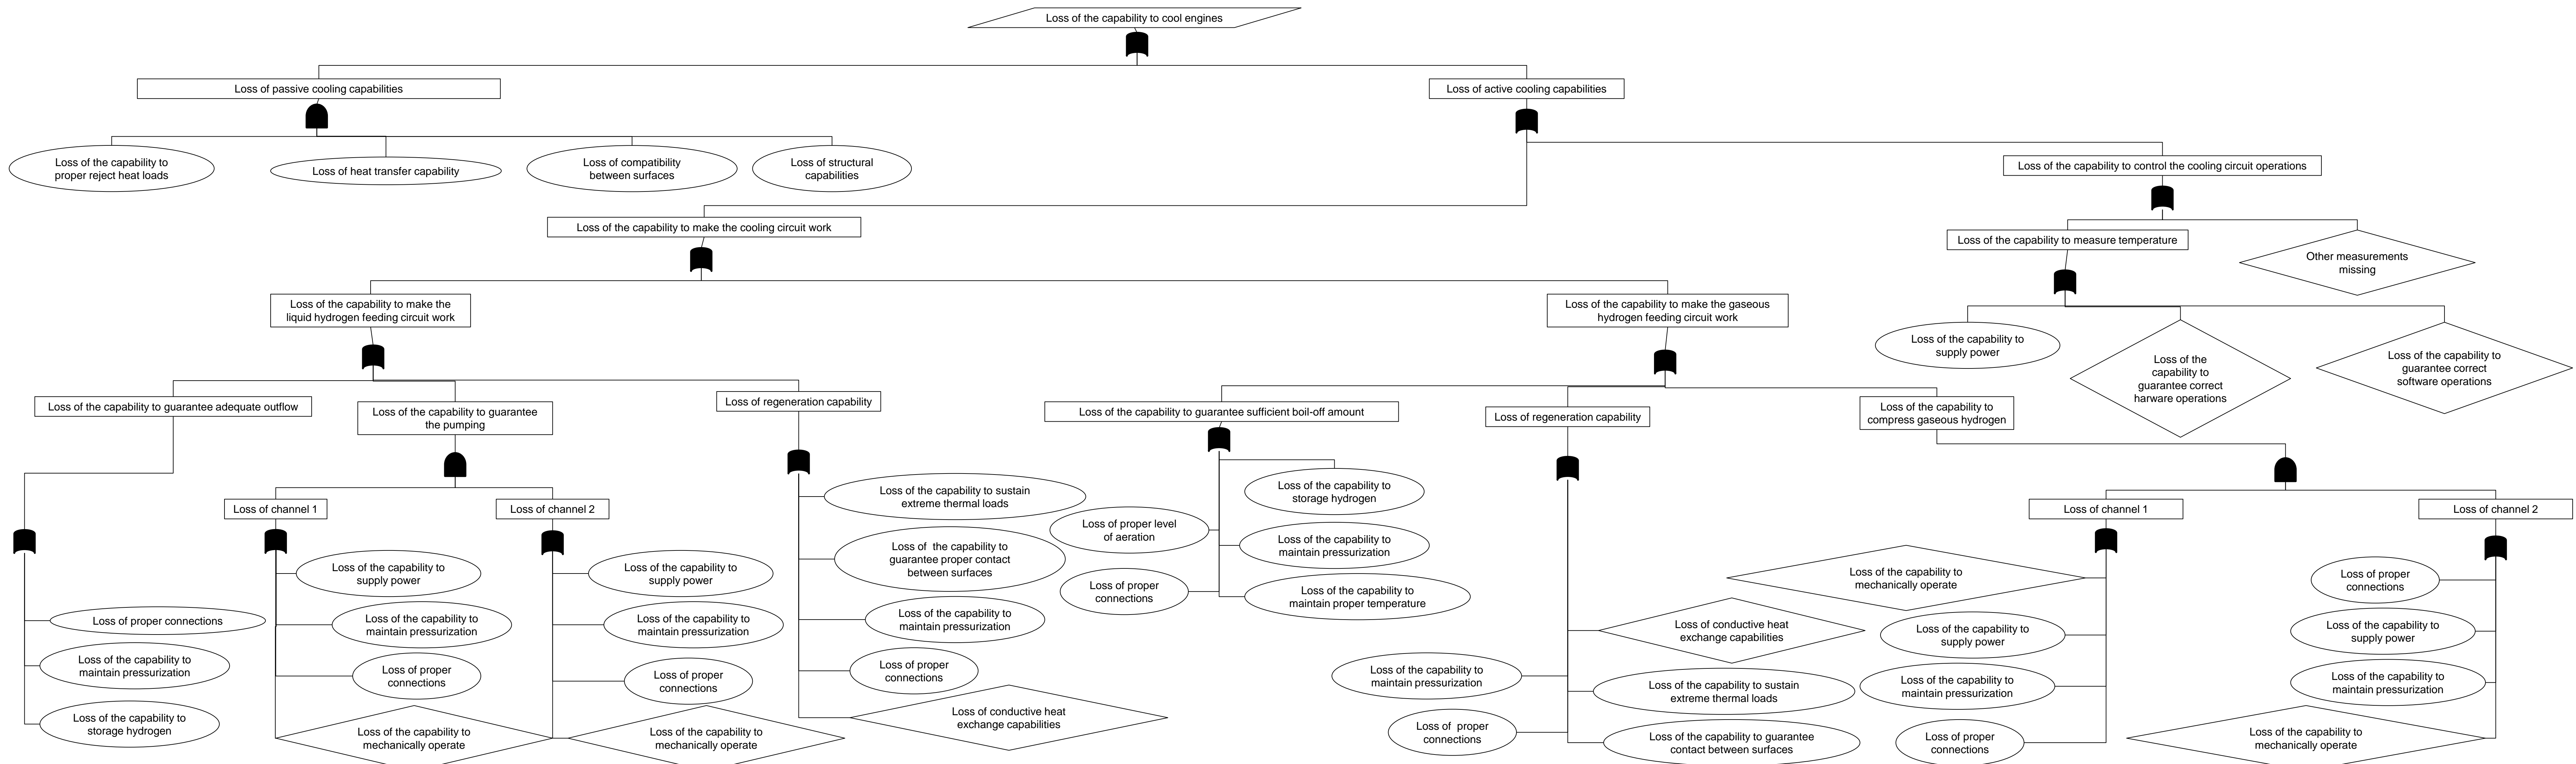 Loss of the capability to cool engines
Loss of passive cooling capabilities
Loss of active cooling capabilities
Loss of the capability to
proper reject heat loads
Loss of heat transfer capability
Loss of compatibility
between surfaces
Loss of structural
capabilities
Loss of the capability to control the cooling circuit operations
Loss of the capability to make the cooling circuit work
Loss of the capability to measure temperature
Other measurements
missing
Loss of the capability to make the
liquid hydrogen feeding circuit work
Loss of the capability to make the gaseous
hydrogen feeding circuit work
Loss of the capability to
supply power
Loss of the
capability to
guarantee correct
harware operations
Loss of the capability to
guarantee correct
software operations
Loss of the capability to guarantee adequate outflow
Loss of the capability to guarantee
the pumping
Loss of regeneration capability
Loss of the capability to guarantee sufficient boil-off amount
Loss of regeneration capability
Loss of the capability to
compress gaseous hydrogen
Loss of channel 1
Loss of channel 2
Loss of the capability to sustain
extreme thermal loads
Loss of  the capability to
guarantee proper contact
between surfaces
Loss of the capability to
maintain pressurization
Loss of proper
connections
Loss of conductive heat
exchange capabilities
Loss of the capability to
storage hydrogen
Loss of proper level
of aeration
Loss of the capability to
maintain pressurization
Loss of proper
connections
Loss of the capability to
maintain proper temperature
Loss of channel 1
Loss of channel 2
Loss of proper connections
Loss of the capability to
maintain pressurization
Loss of the capability to
storage hydrogen
Loss of the capability to
supply power
Loss of the capability to
maintain pressurization
Loss of proper
connections
Loss of the capability to
mechanically operate
Loss of the capability to
supply power
Loss of the capability to
maintain pressurization
Loss of proper
connections
Loss of the capability to
mechanically operate
Loss of conductive heat
exchange capabilities
Loss of the capability to
maintain pressurization
Loss of the capability to sustain
extreme thermal loads
Loss of  proper
connections
Loss of the capability to guarantee
contact between surfaces
Loss of the capability to
mechanically operate
Loss of the capability to
supply power
Loss of the capability to
maintain pressurization
Loss of proper
connections
Loss of proper
connections
Loss of the capability to
supply power
Loss of the capability to
maintain pressurization
Loss of the capability to
mechanically operate